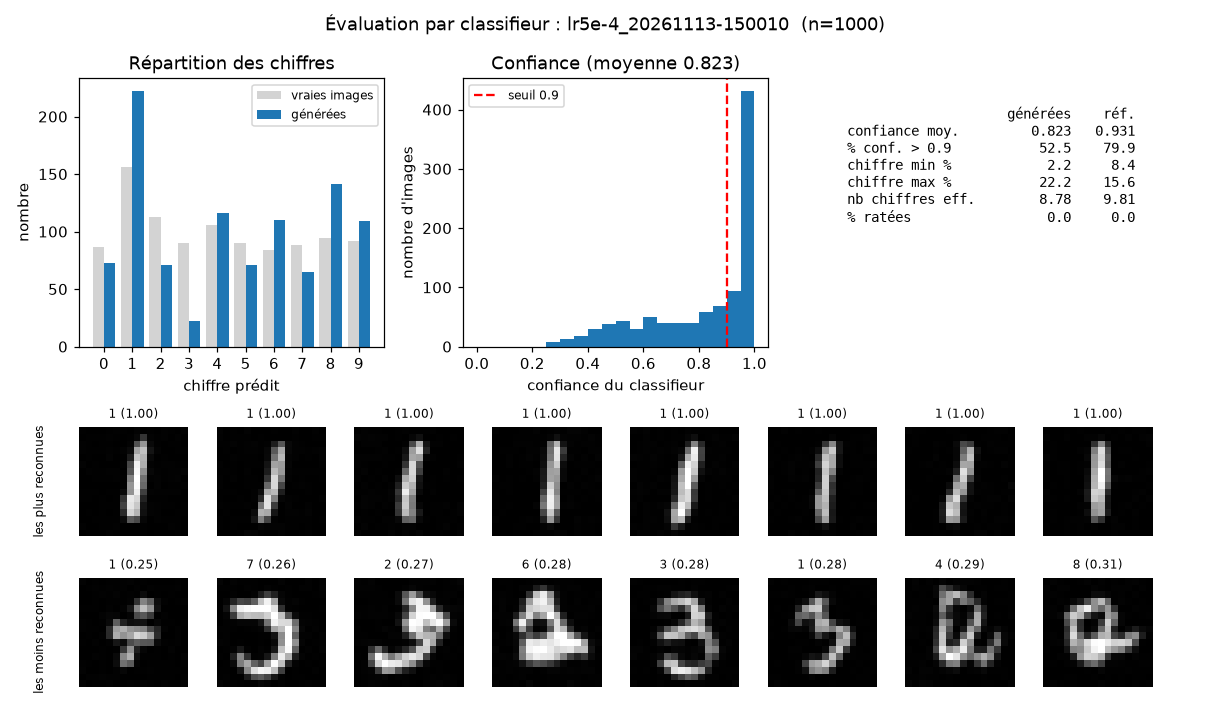 Évaluation par classifieur : lr5e-4_20261113-150010 (n=1000)
Répartition des chiffres
vraies images
générées
200
150
100
50
0
nombre
0 1 2 3 4 5 6 7 8 9
chiffre prédit
Confiance (moyenne 0.823)
seuil 0.9
400
300
200
100
0
nombre d'images
0.0 0.2 0.4 0.6 0.8 1.0
confiance du classifieur
générées réf.
confiance moy. 0.823 0.931
% conf. > 0.9 52.5 79.9
chiffre min % 2.2 8.4
chiffre max % 22.2 15.6
nb chiffres eff. 8.78 9.81
% ratées 0.0 0.0
les plus reconnues
1 (1.00) 1 (1.00) 1 (1.00) 1 (1.00) 1 (1.00) 1 (1.00) 1 (1.00) 1 (1.00)
les moins reconnues
1 (0.25) 7 (0.26) 2 (0.27) 6 (0.28) 3 (0.28) 1 (0.28) 4 (0.29) 8 (0.31)